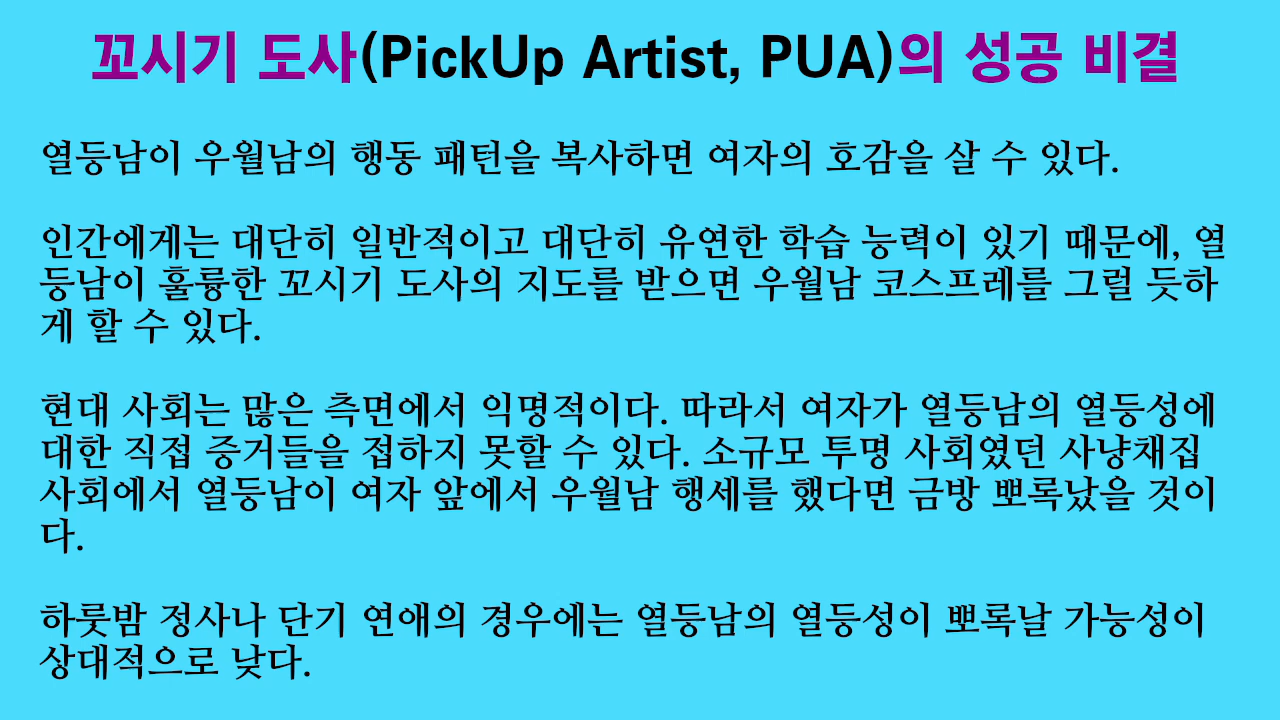 꼬시기 도사(PickUp Artist, PUA)의 성공 비결
열등남이 우월남의 행동 패턴을 복사하면 여자의 호감을 살 수 있다.
인간에게는 대단히 일반적이고 대단히 유연한 학습 능력이 있기 때문에, 열
등남이 훌륭한 꼬시기 도사의 지도를 받으면 우월남 코스프레를 그럴 듯하
게 할 수 있다.
현대 사회는 많은 측면에서 익명적이다. 따라서 여자가 열등남의 열등성에
대한 직접 증거들을 접하지 못할 수 있다. 소규모 투명 사회였던 사냥채집
사회에서 열등남이 여자 앞에서 우월남 행세를 했다면 금방 뽀록났을 것이
다.
하룻밤 정사나 단기 연애의 경우에는 열등남의 열등성이 뽀록날 가능성이
상대적으로 낮다.